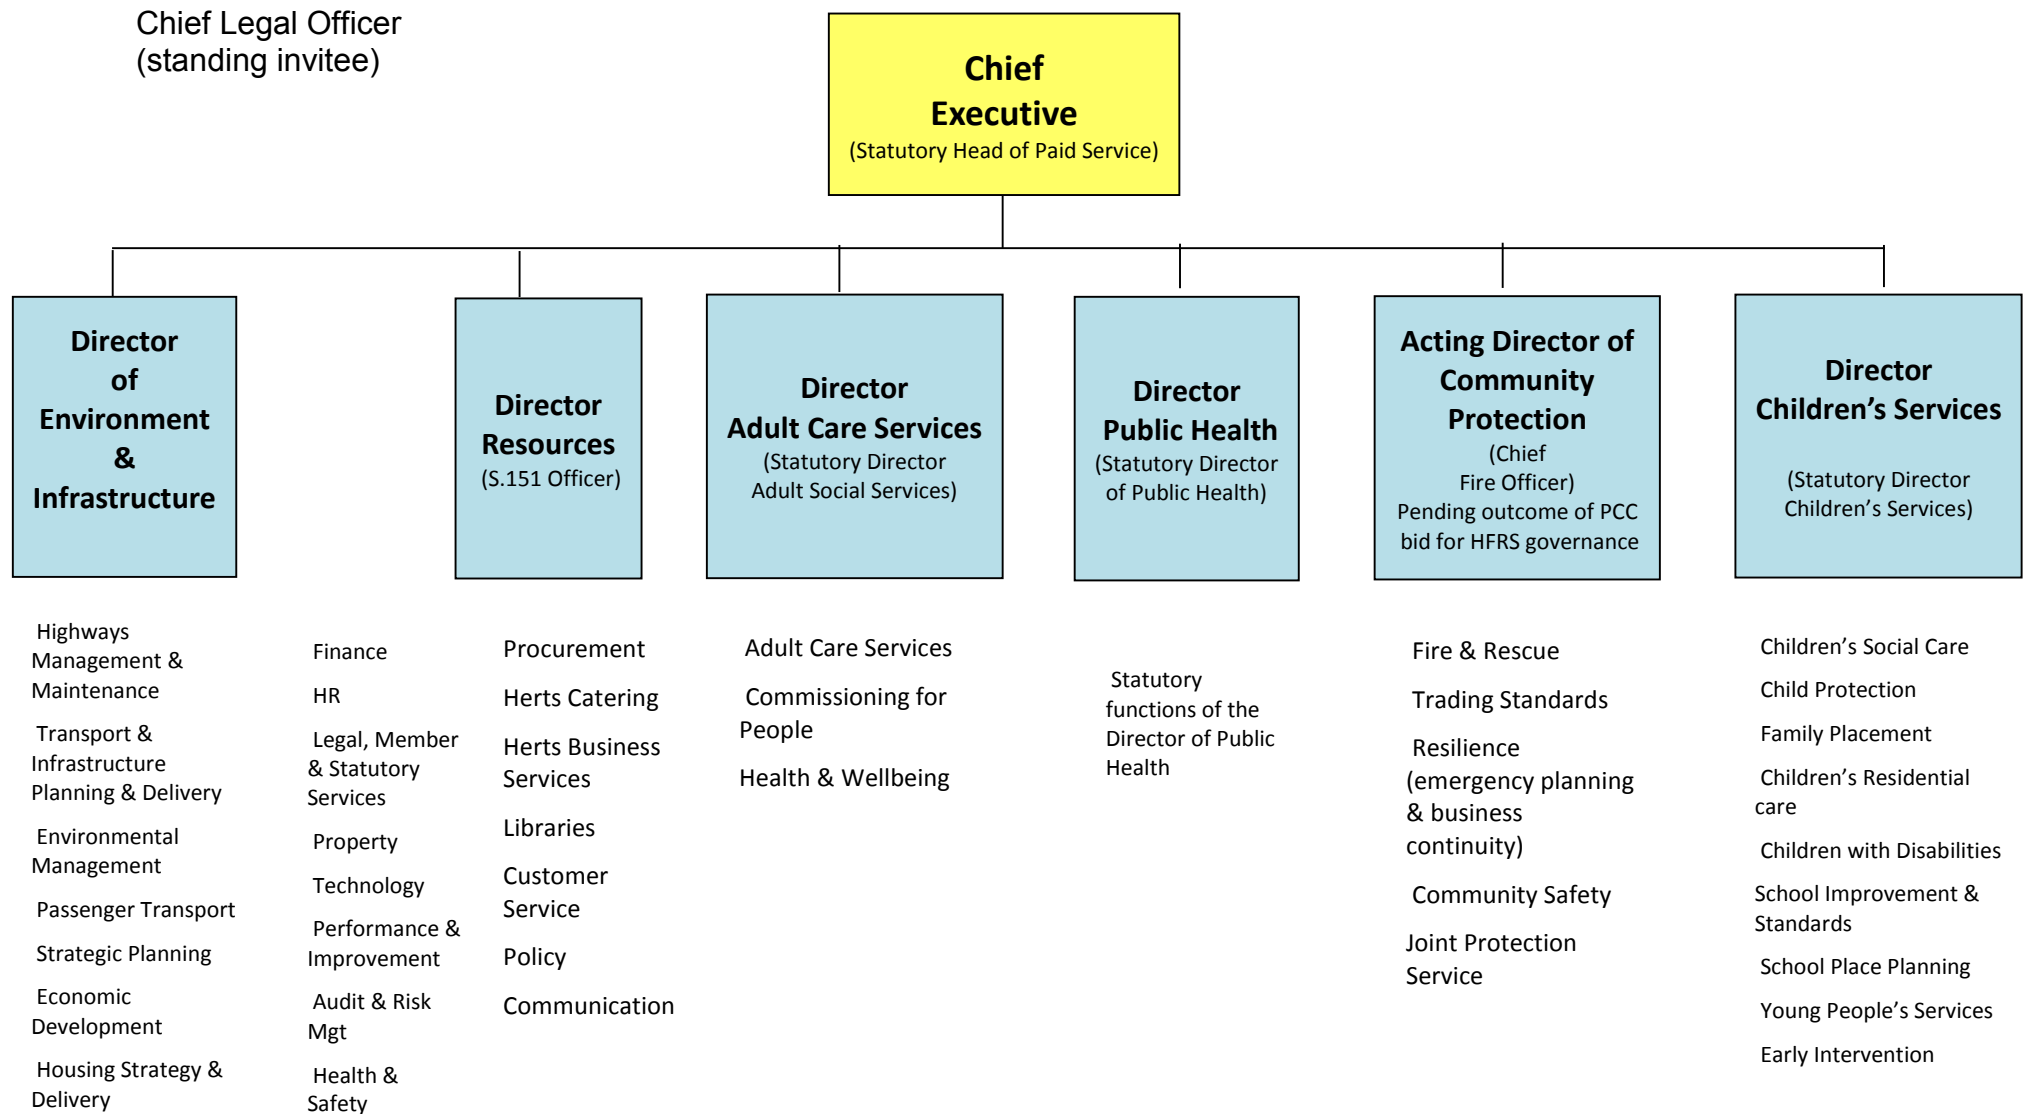 Chief Legal Officer
(standing invitee)
Chief
Executive
(Statutory Head of Paid Service)
Director
of
Environment
&
Infrastructure
Director
Resources
(S.151 Officer)
Director
Adult Care Services
(Statutory Director
Adult Social Services)
Director
Public Health
(Statutory Director
of Public Health)
Acting Director of
Community
Protection
(Chief
Fire Officer)
Pending outcome of PCC
bid for HFRS governance
Director
Children’s Services
(Statutory Director
Children’s Services)
Highways
Management &
Maintenance
Transport &
Infrastructure
Planning & Delivery
Environmental
Management
Passenger Transport
Strategic Planning
Economic
Development
Housing Strategy &
Delivery
Finance
HR
Legal, Member
& Statutory
Services
Property
Technology
Performance &
Improvement
Audit & Risk
Mgt
Health &
Safety
Procurement
Herts Catering
Herts Business
Services
Libraries
Customer
Service
Policy
Communication
Adult Care Services
Commissioning for
People
Health & Wellbeing
Statutory
functions of the
Director of Public
Health
Fire & Rescue
Trading Standards
Resilience
(emergency planning
& business
continuity)
Community Safety
Joint Protection
Service
Children’s Social Care
Child Protection
Family Placement
Children’s Residential
care
Children with Disabilities
School Improvement &
Standards
School Place Planning
Young People’s Services
Early Intervention